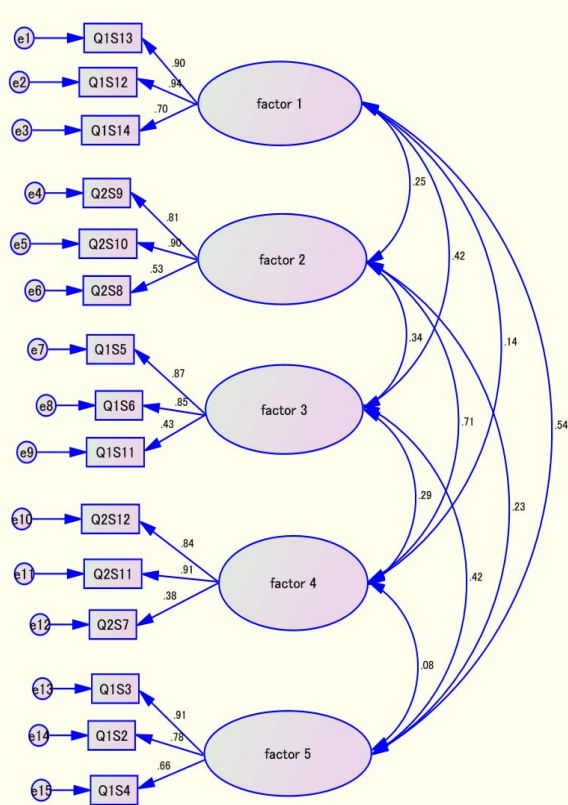 e1 Q1S13
.90
e2 Q1S12
.94
factor 1
e3 Q1S14
.70
.25
e4 Q2S9
.81
e5 Q2S10
.90
factor 2
.42
e6 Q2S8
.53
.34
.14
e7 Q1S5
.87
e8 Q1S6
.85
factor 3
.71
.54
e9 Q1S11
.43
.29
.23
e10 Q2S12
.84
e11 Q2S11
.91
factor 4
.42
e12 Q2S7
.38
.08
e13 Q1S3
.91
e14 Q1S2
.78
factor 5
e15 Q1S4
.66